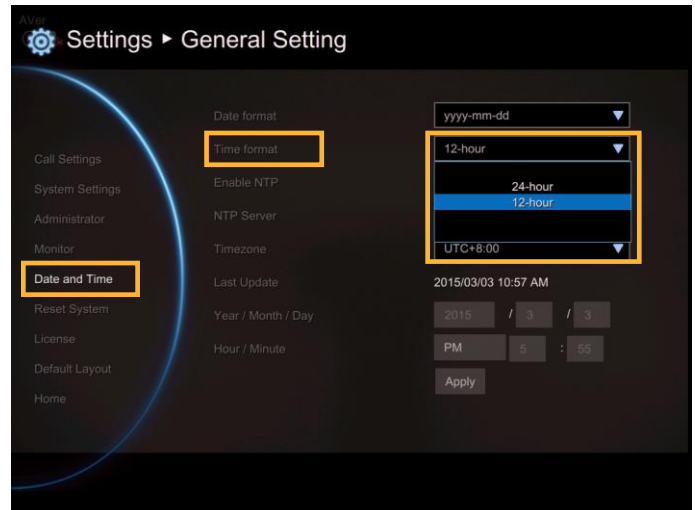 AVer
Settings ► General Setting
Date format
yyyy-mm-dd
Time format
12-hour
24-hour
12-hour
Enable NTP
NTP Server
Timezone
UTC+8:00
Last Update
2015/03/03 10:57 AM
Year / Month / Day
2015 / 3 / 3
Hour / Minute
PM 5 : 55
Apply
Call Settings
System Settings
Administrator
Monitor
Date and Time
Reset System
License
Default Layout
Home